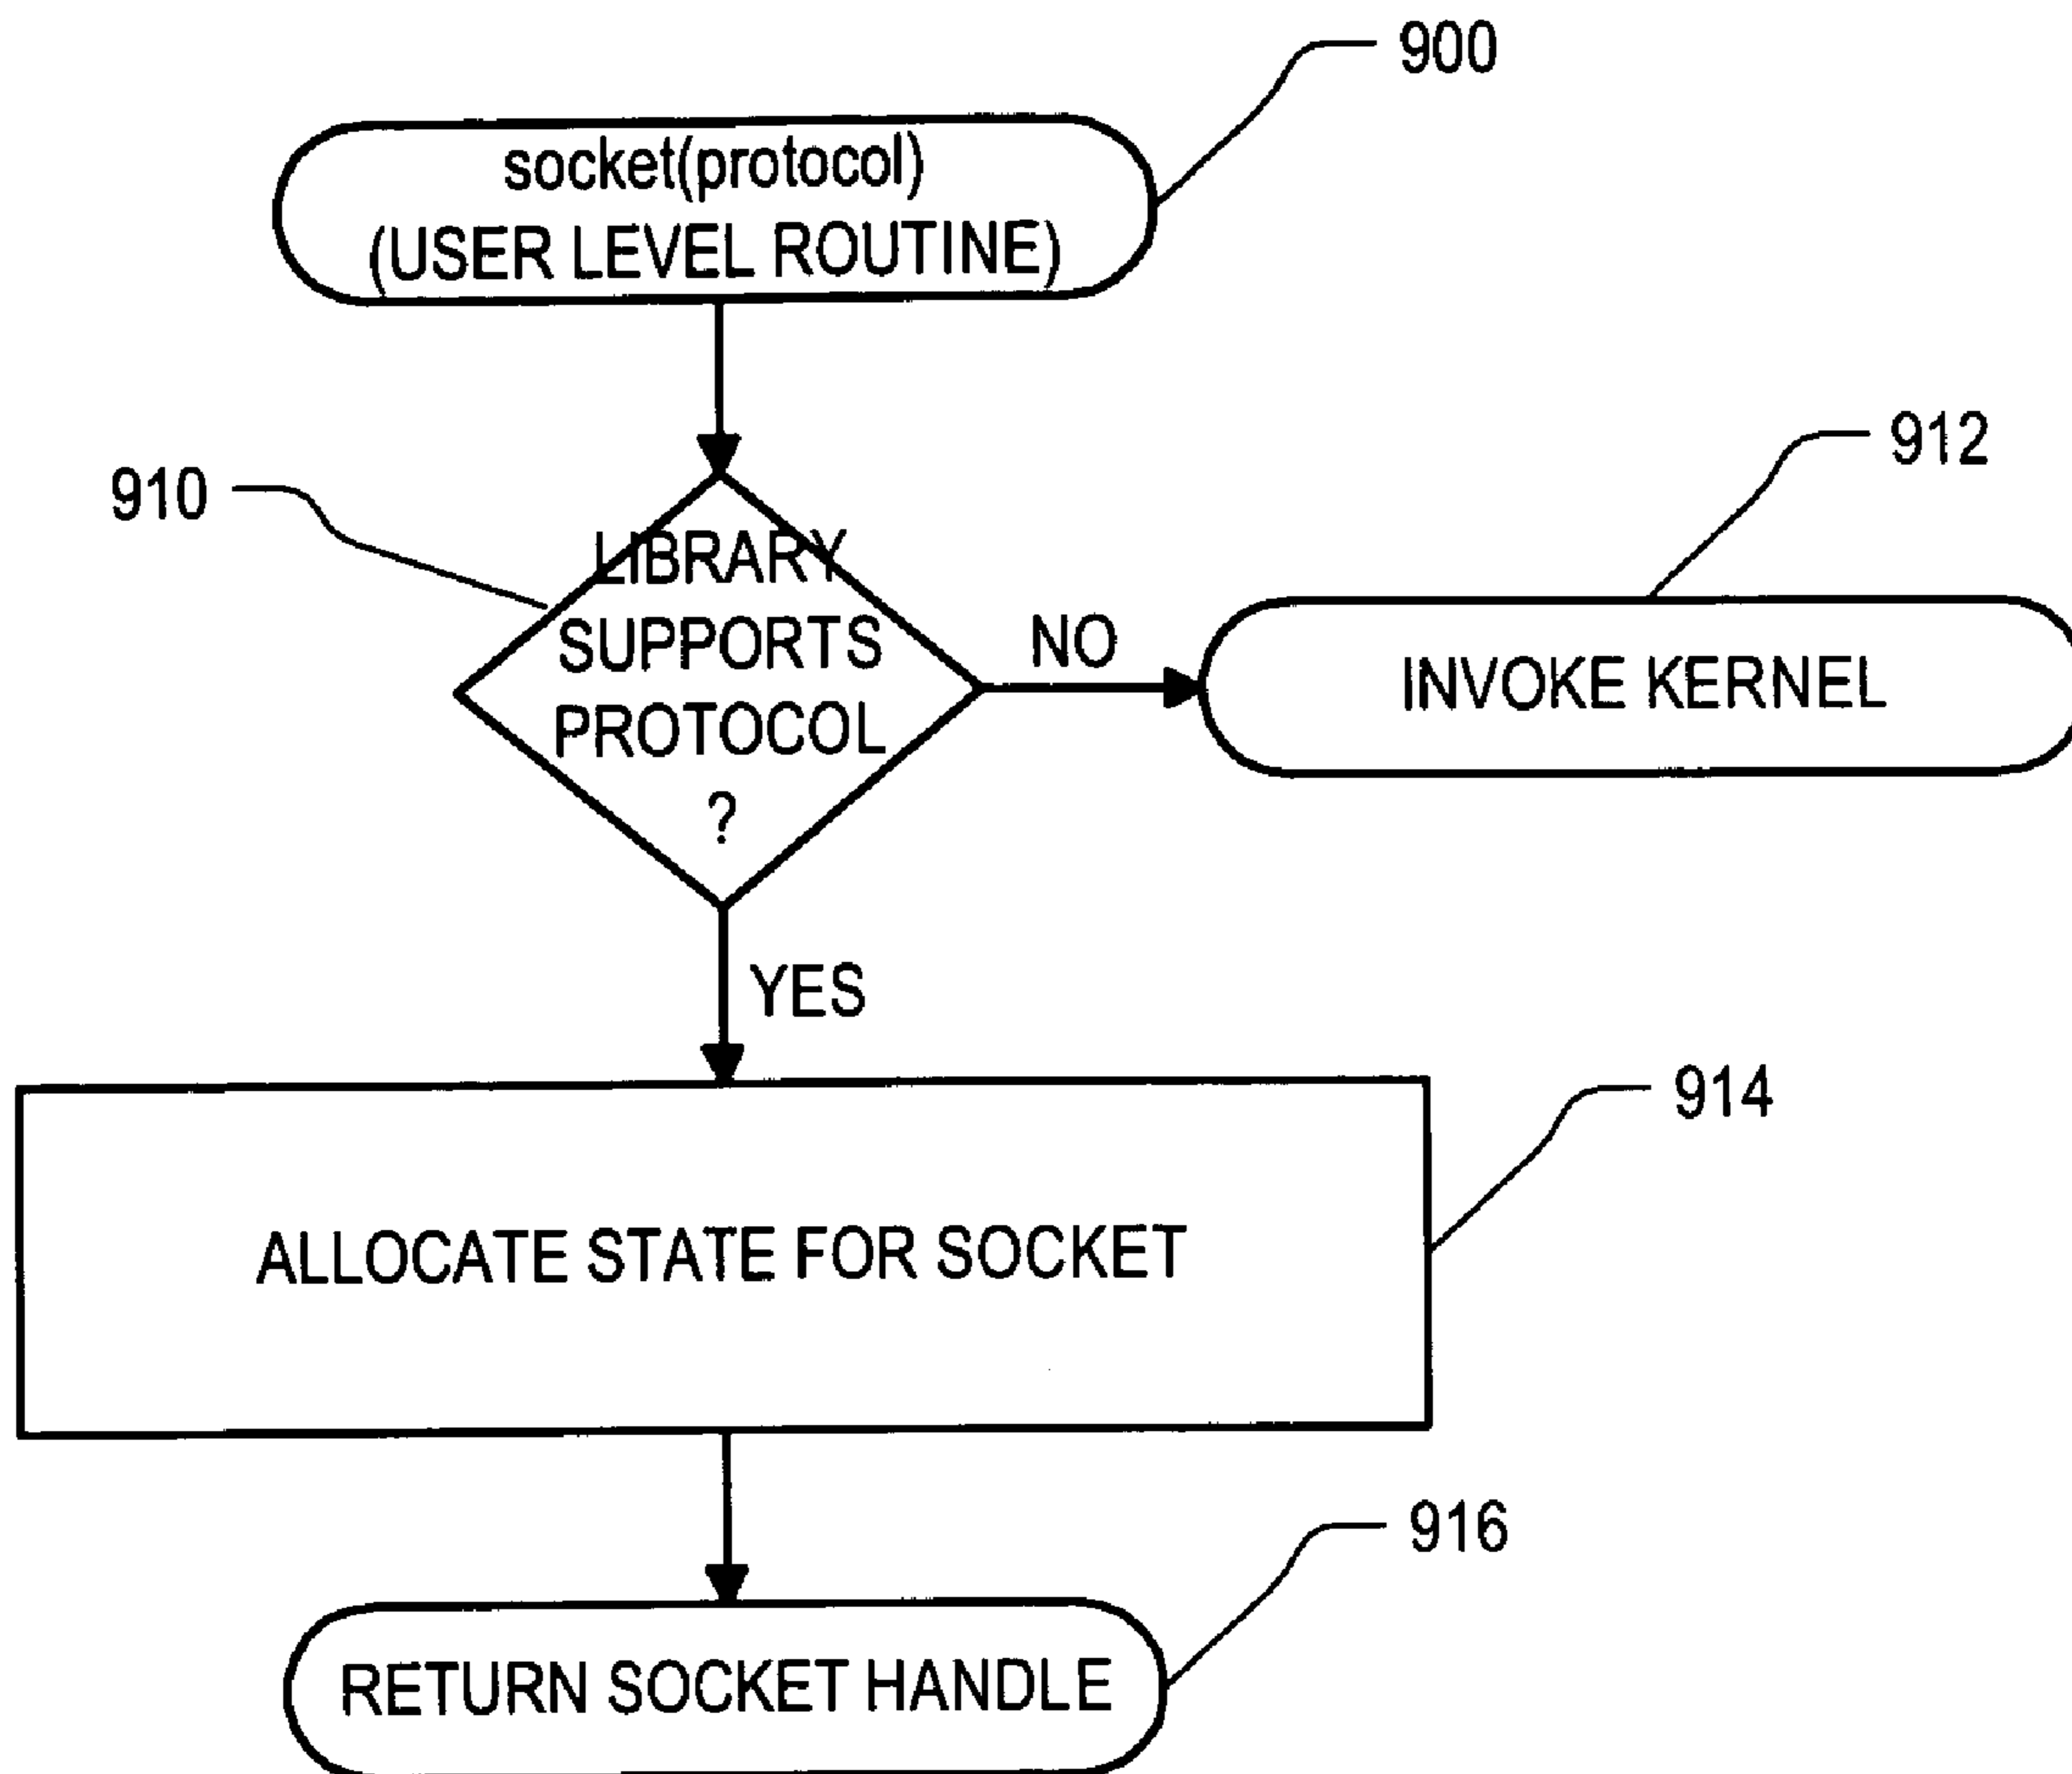 900
socket(protocol)
(USER LEVEL ROUTINE)
910
LIBRARY
SUPPORTS
PROTOCOL
?
NO
912
INVOKE KERNEL
YES
914
ALLOCATE STATE FOR SOCKET
916
RETURN SOCKET HANDLE